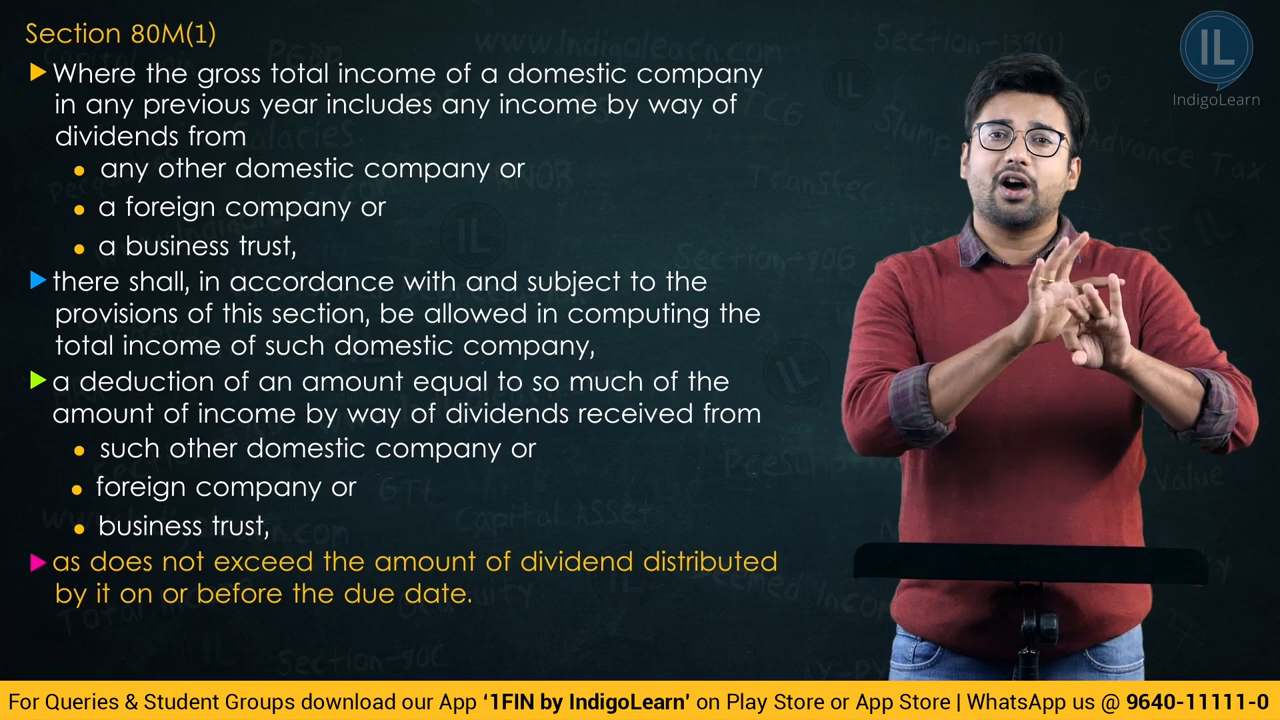 Section 80M(1)
Where the gross total income of a domestic company
in any previous year includes any income by way of
dividends from
any other domestic company or
a foreign company or
a business trust,
there shall, in accordance with and subject to the
provisions of this section, be allowed in computing the
total income of such domestic company,
a deduction of an amount equal to so much of the
amount of income by way of dividends received from
such other domestic company or
foreign company or
business trust,
as does not exceed the amount of dividend distributed
by it on or before the due date.
IL
IndigoLearn
For Queries & Student Groups download our App ‘1FIN by IndigoLearn’ on Play Store or App Store | WhatsApp us @ 9640-11111-0